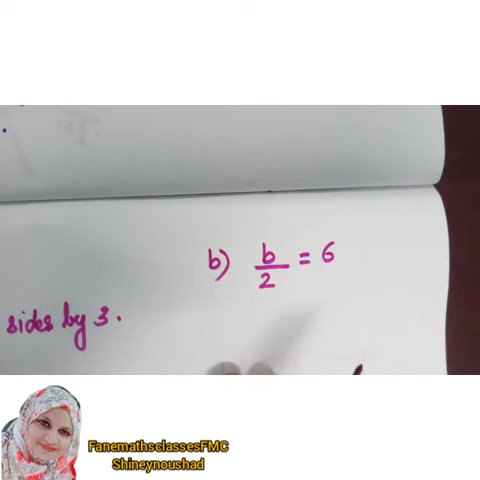 b) b/2 = 6
sides by 3.
FanemathsclassesFMC
Shineynoushad